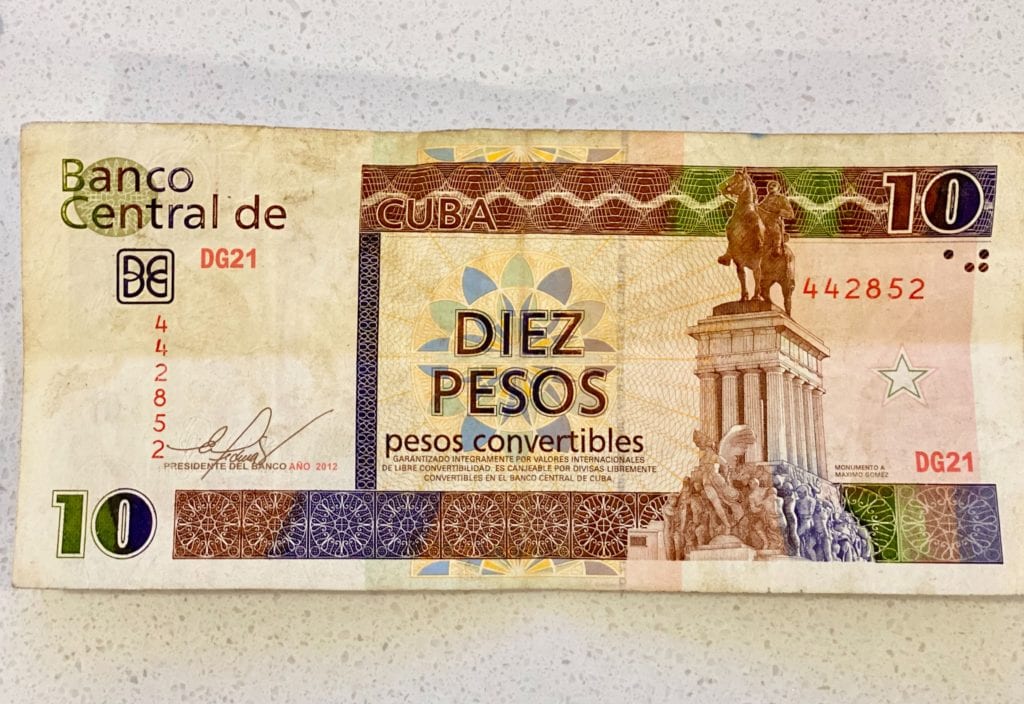 Banco
Central de
DG21
4
4
2
8
5
2
PRESIDENTE DEL BANCO AÑO 2012
10
CUBA
10
442852
DIEZ
PESOS
pesos convertibles
GARANTIZADO INTEGRAMENTE POR VALORES INTERNACIONALES
DE LIBRE CONVERTIBILIDAD. ES CANJEABLE POR DIVISAS LIBREMENTE
CONVERTIBLES EN EL BANCO CENTRAL DE CUBA.
DG21
MONUMENTO A
MAXIMO GOMÉZ